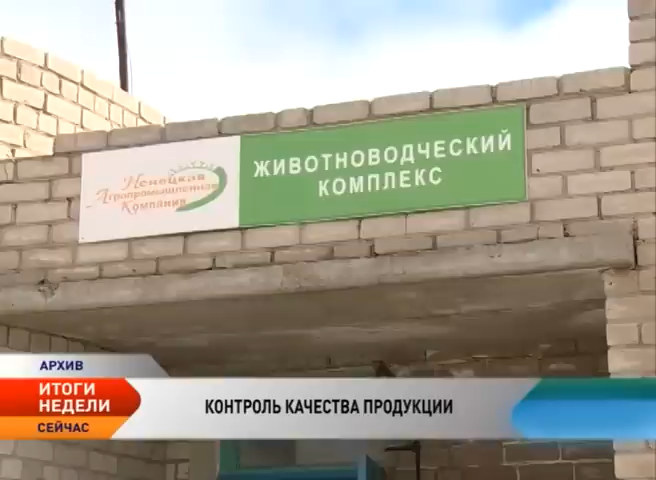 Ненецкая
Агропромышленная
Компания
ЖИВОТНОВОДЧЕСКИЙ
КОМПЛЕКС
АРХИВ
ИТОГИ
НЕДЕЛИ
СЕЙЧАС
КОНТРОЛЬ КАЧЕСТВА ПРОДУКЦИИ